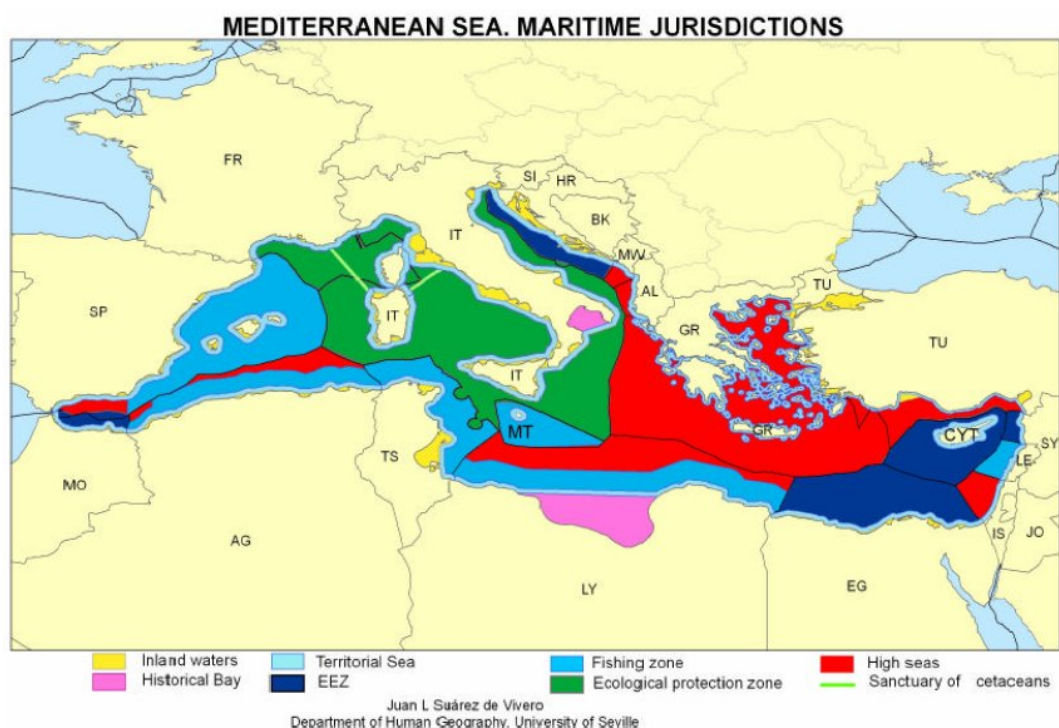 MEDITERRANEAN SEA. MARITIME JURISDICTIONS
FR
SI
HR
BK
IT
MW
AL
TU
SP
IT
GR
TU
IT
GR
CYT
MT
SY
LE
TS
MO
IS
JO
AG
LY
EG
Inland waters
Territorial Sea
Fishing zone
High seas
Historical Bay
EEZ
Ecological protection zone
Sanctuary of cetaceans
Juan L Suárez de Vivero
Department of Human Geography, University of Seville